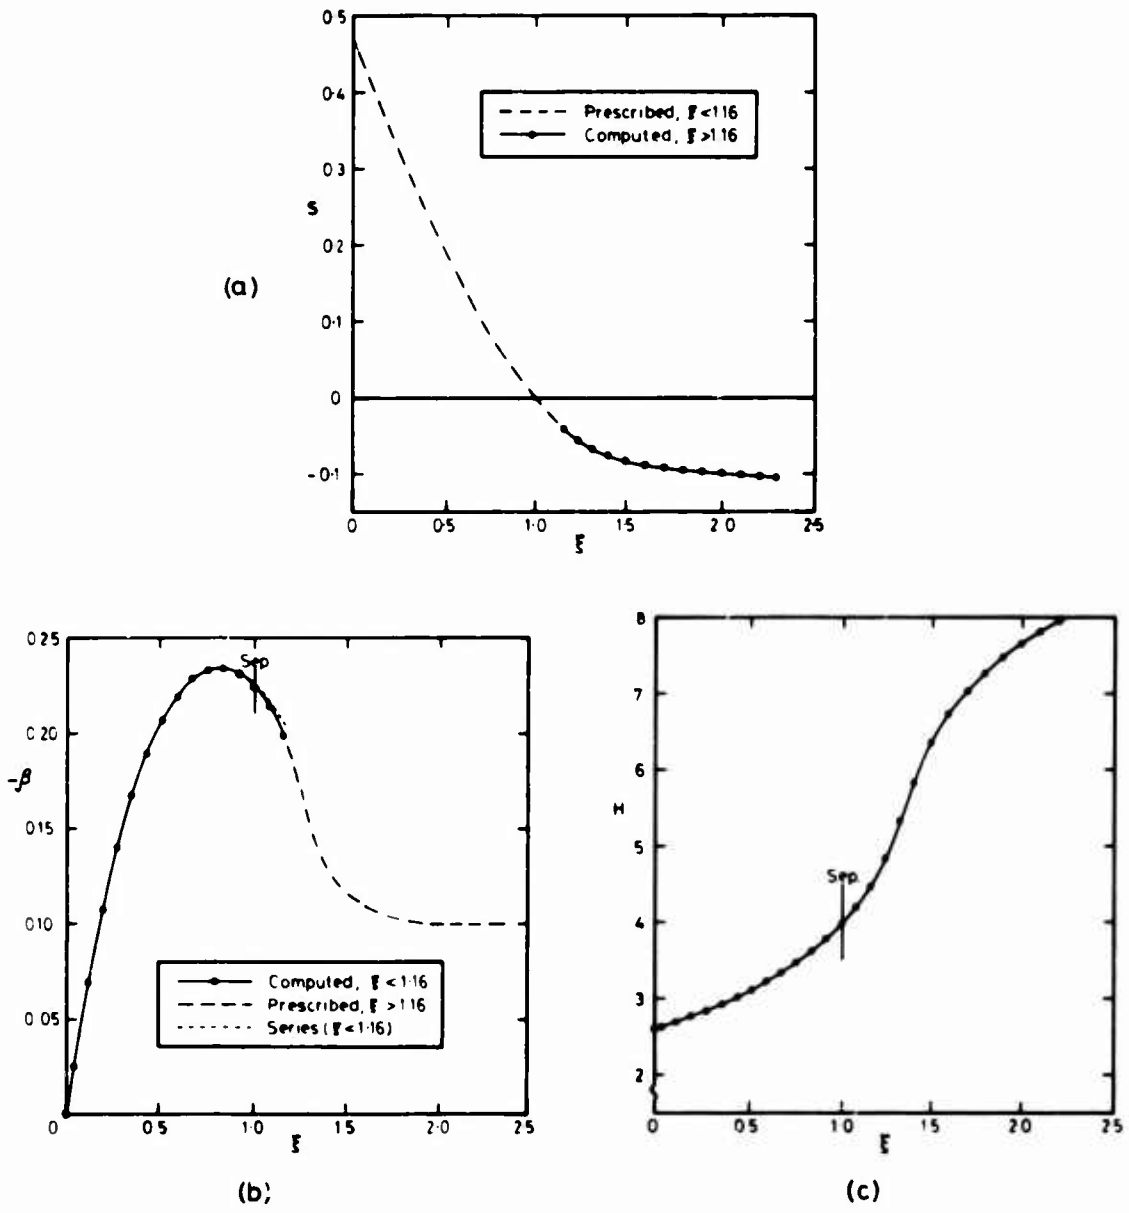 0·5
0·4
0·3
0·2
0·1
0
-0·1
S
Prescribed, ξ<1·16
Computed, ξ>1·16
(a)
0 0·5 1·0 1·5 2·0 2·5
ξ
0·25
0·20
0·15
0·10
0·05
-β
Sep
Computed, ξ<1·16
Prescribed, ξ>1·16
Series (ξ<1·16)
0 0·5 1·0 1·5 2·0 2·5
ξ
(b)
8
7
6
5
4
3
2
H
Sep.
0 0·5 1·0 1·5 2·0 2·5
ξ
(c)